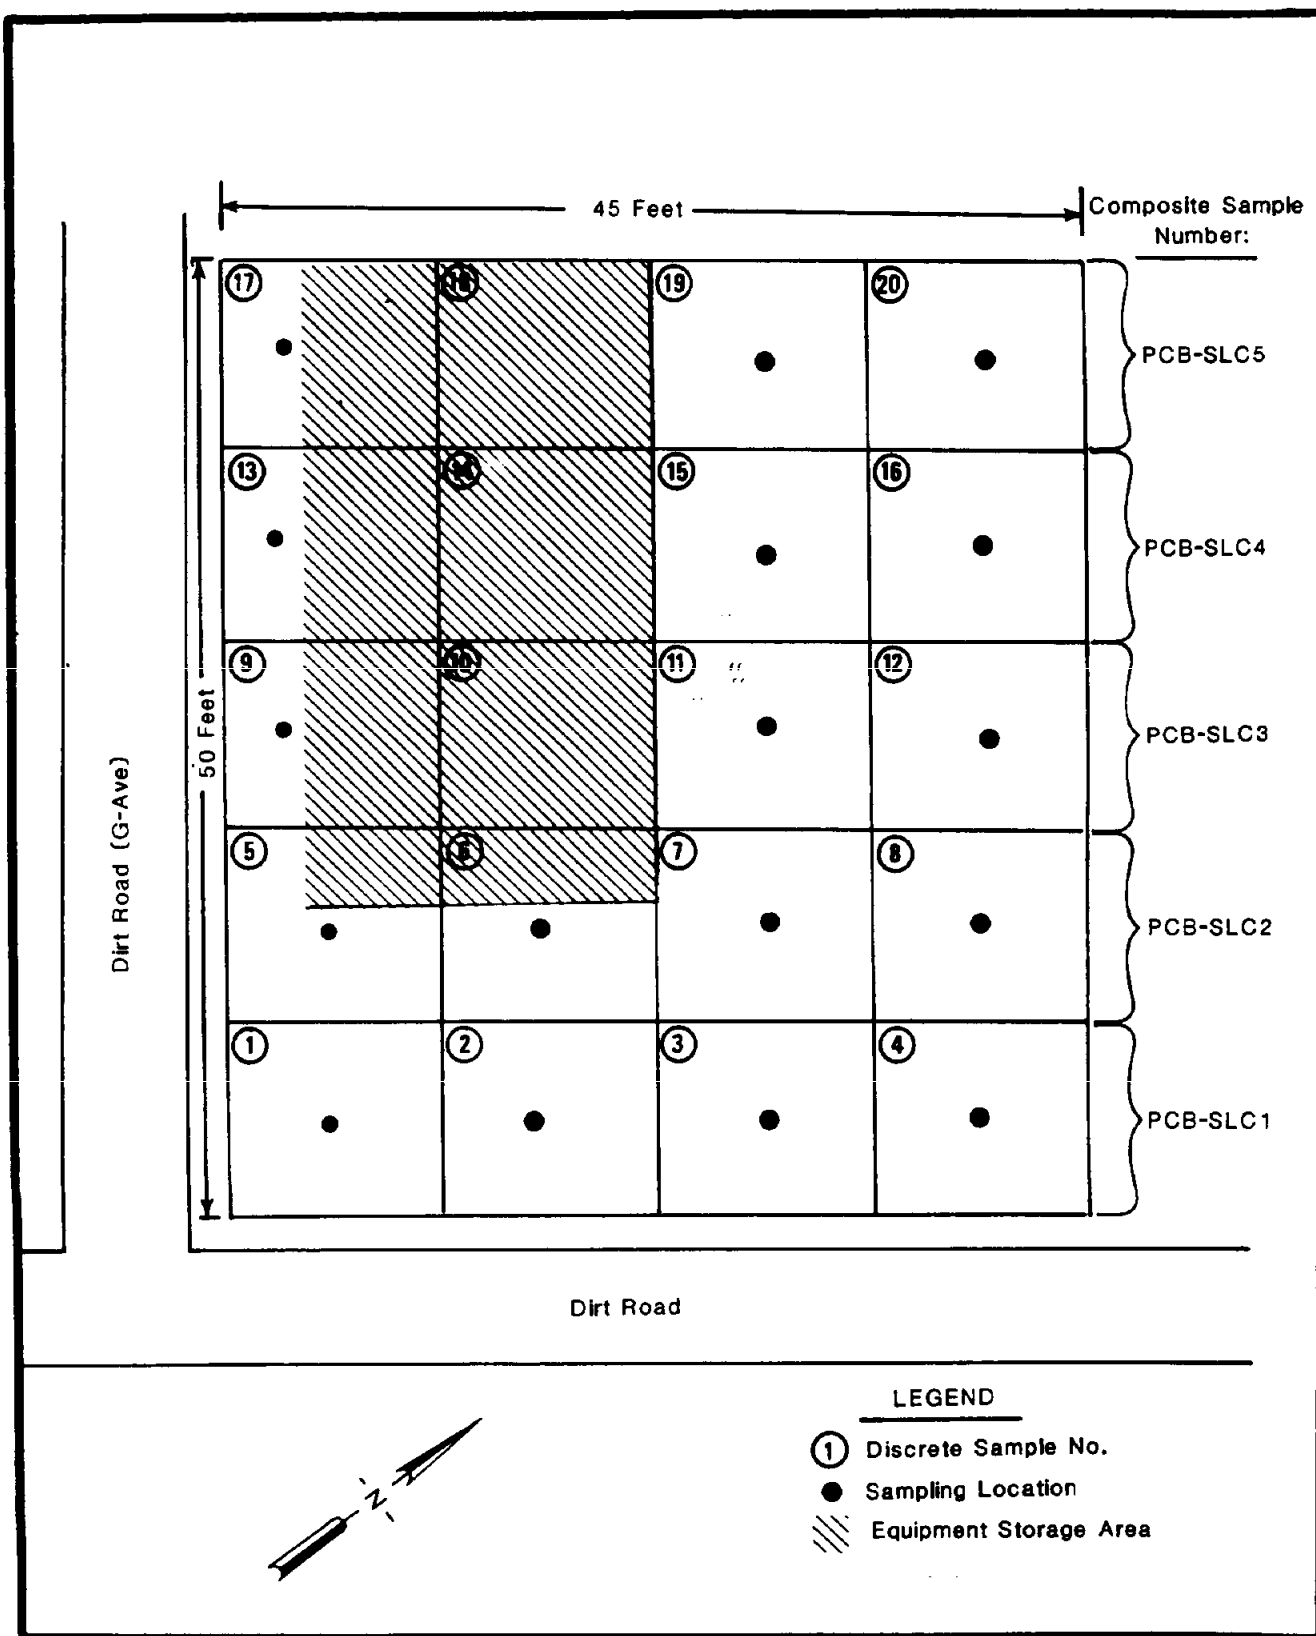 45 Feet
Composite Sample
Number:
17
18
19
20
PCB-SLC5
13
14
15
16
PCB-SLC4
9
10
11
12
PCB-SLC3
50 Feet
Dirt Road (G-Ave)
5
6
7
8
PCB-SLC2
1
2
3
4
PCB-SLC1
Dirt Road
LEGEND
1 Discrete Sample No.
Sampling Location
Equipment Storage Area
N